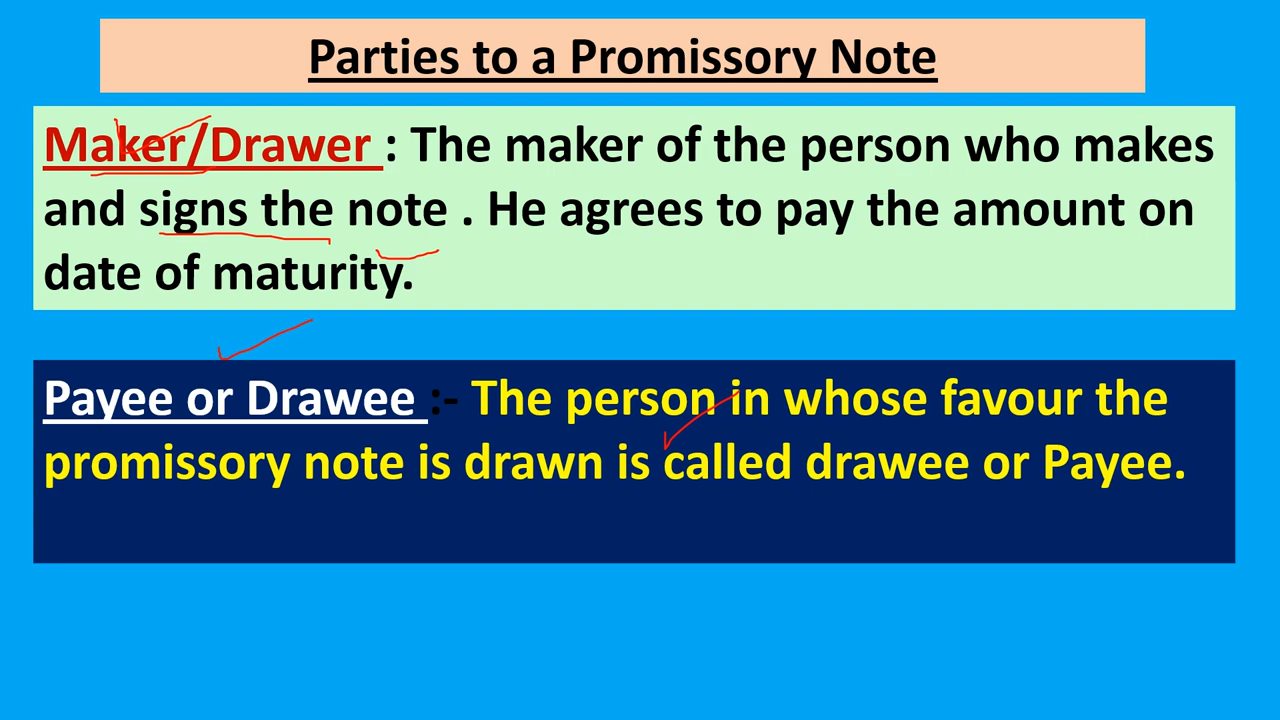 Parties to a Promissory Note
Maker/Drawer : The maker of the person who makes
and signs the note . He agrees to pay the amount on
date of maturity.
Payee or Drawee :- The person in whose favour the
promissory note is drawn is called drawee or Payee.